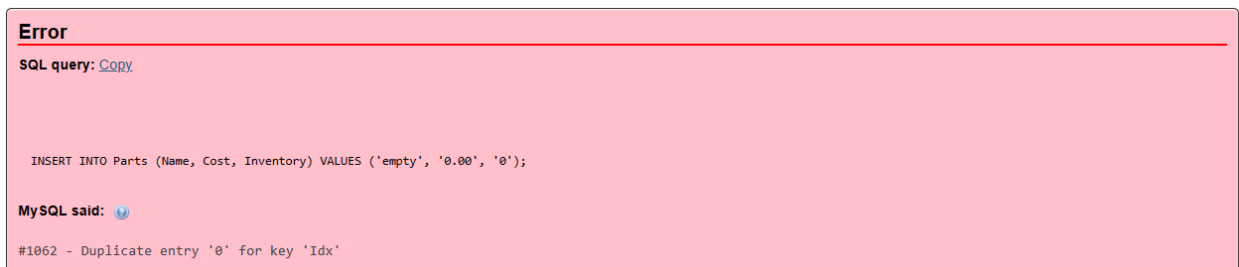 Error
SQL query: Copy
INSERT INTO Parts (Name, Cost, Inventory) VALUES ('empty', '0.00', '0');
MySQL said:
#1062 - Duplicate entry '0' for key 'Idx'